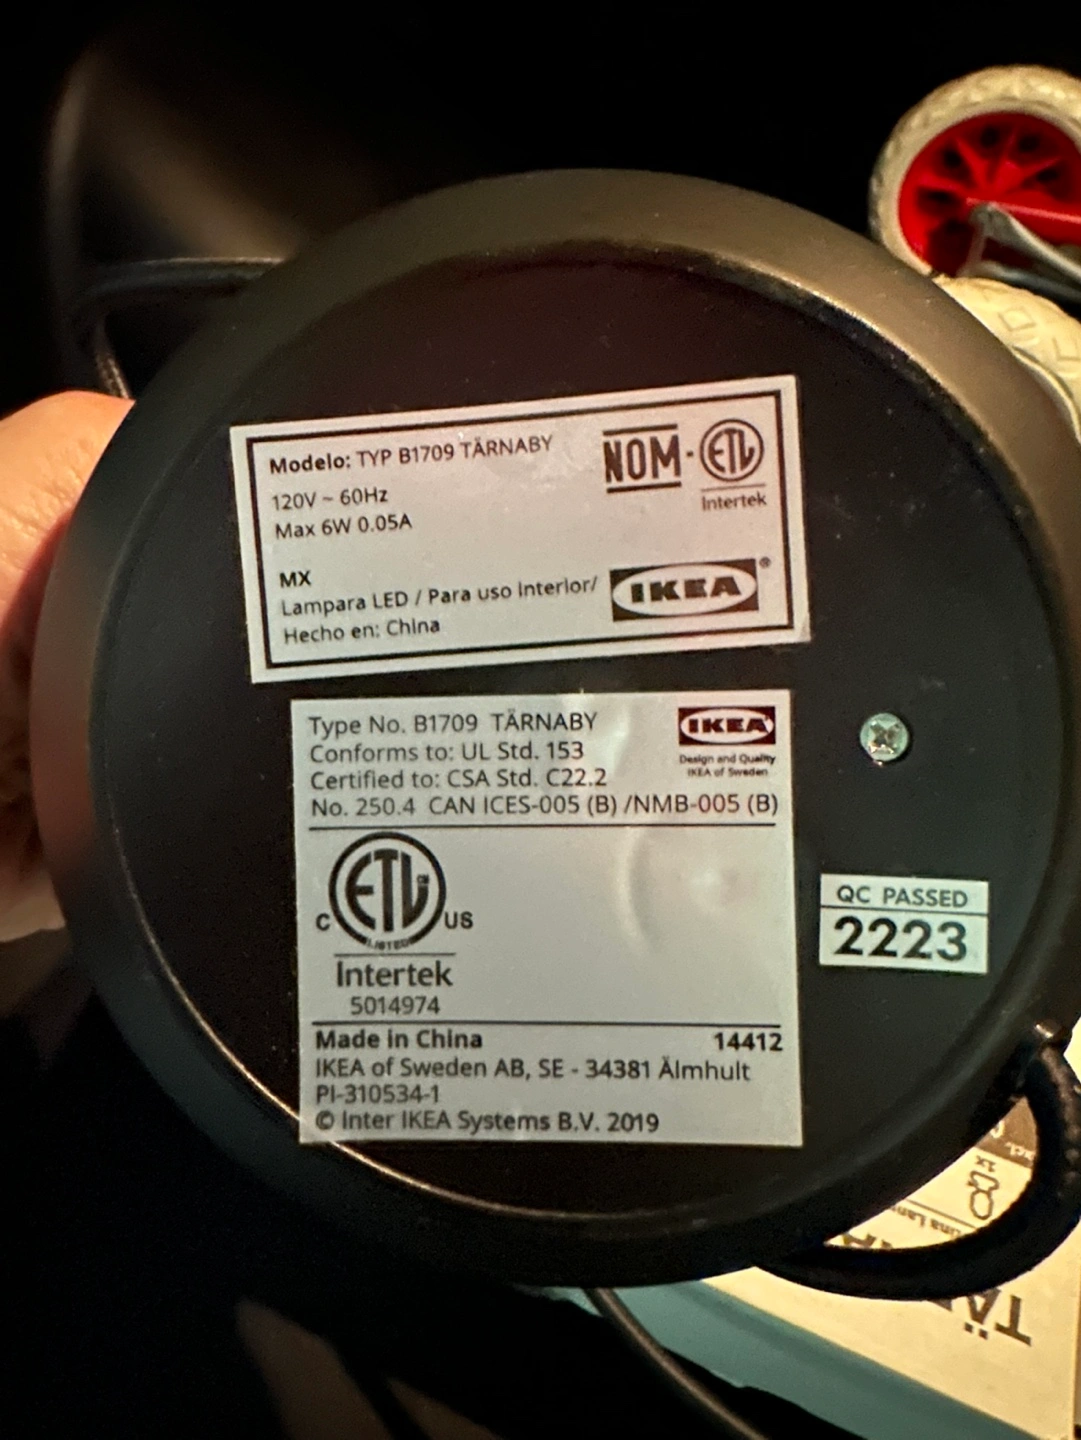 Modelo: TYP B1709 TÄRNABY
120V ~ 60Hz
Max 6W 0.05A
NOM - ETL
Intertek
MX
Lampara LED / Para uso interior/
Hecho en: China
IKEA®
Type No. B1709 TÄRNABY
Conforms to: UL Std. 153
Certified to: CSA Std. C22.2
No. 250.4 CAN ICES-005 (B) /NMB-005 (B)
IKEA
Design and Quality
IKEA of Sweden
C ETL US
LISTED
Intertek
5014974
Made in China 14412
IKEA of Sweden AB, SE - 34381 Älmhult
PI-310534-1
© Inter IKEA Systems B.V. 2019
QC PASSED
2223
1x
TÄ